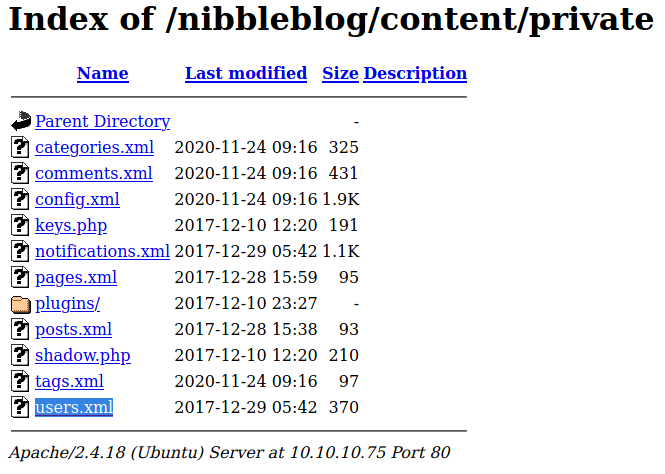 Index of /nibbleblog/content/private
Name Last modified Size Description
Parent Directory -
categories.xml 2020-11-24 09:16 325
comments.xml 2020-11-24 09:16 431
config.xml 2020-11-24 09:16 1.9K
keys.php 2017-12-10 12:20 191
notifications.xml 2017-12-29 05:42 1.1K
pages.xml 2017-12-28 15:59 95
plugins/ 2017-12-10 23:27 -
posts.xml 2017-12-28 15:38 93
shadow.php 2017-12-10 12:20 210
tags.xml 2020-11-24 09:16 97
users.xml 2017-12-29 05:42 370
Apache/2.4.18 (Ubuntu) Server at 10.10.10.75 Port 80